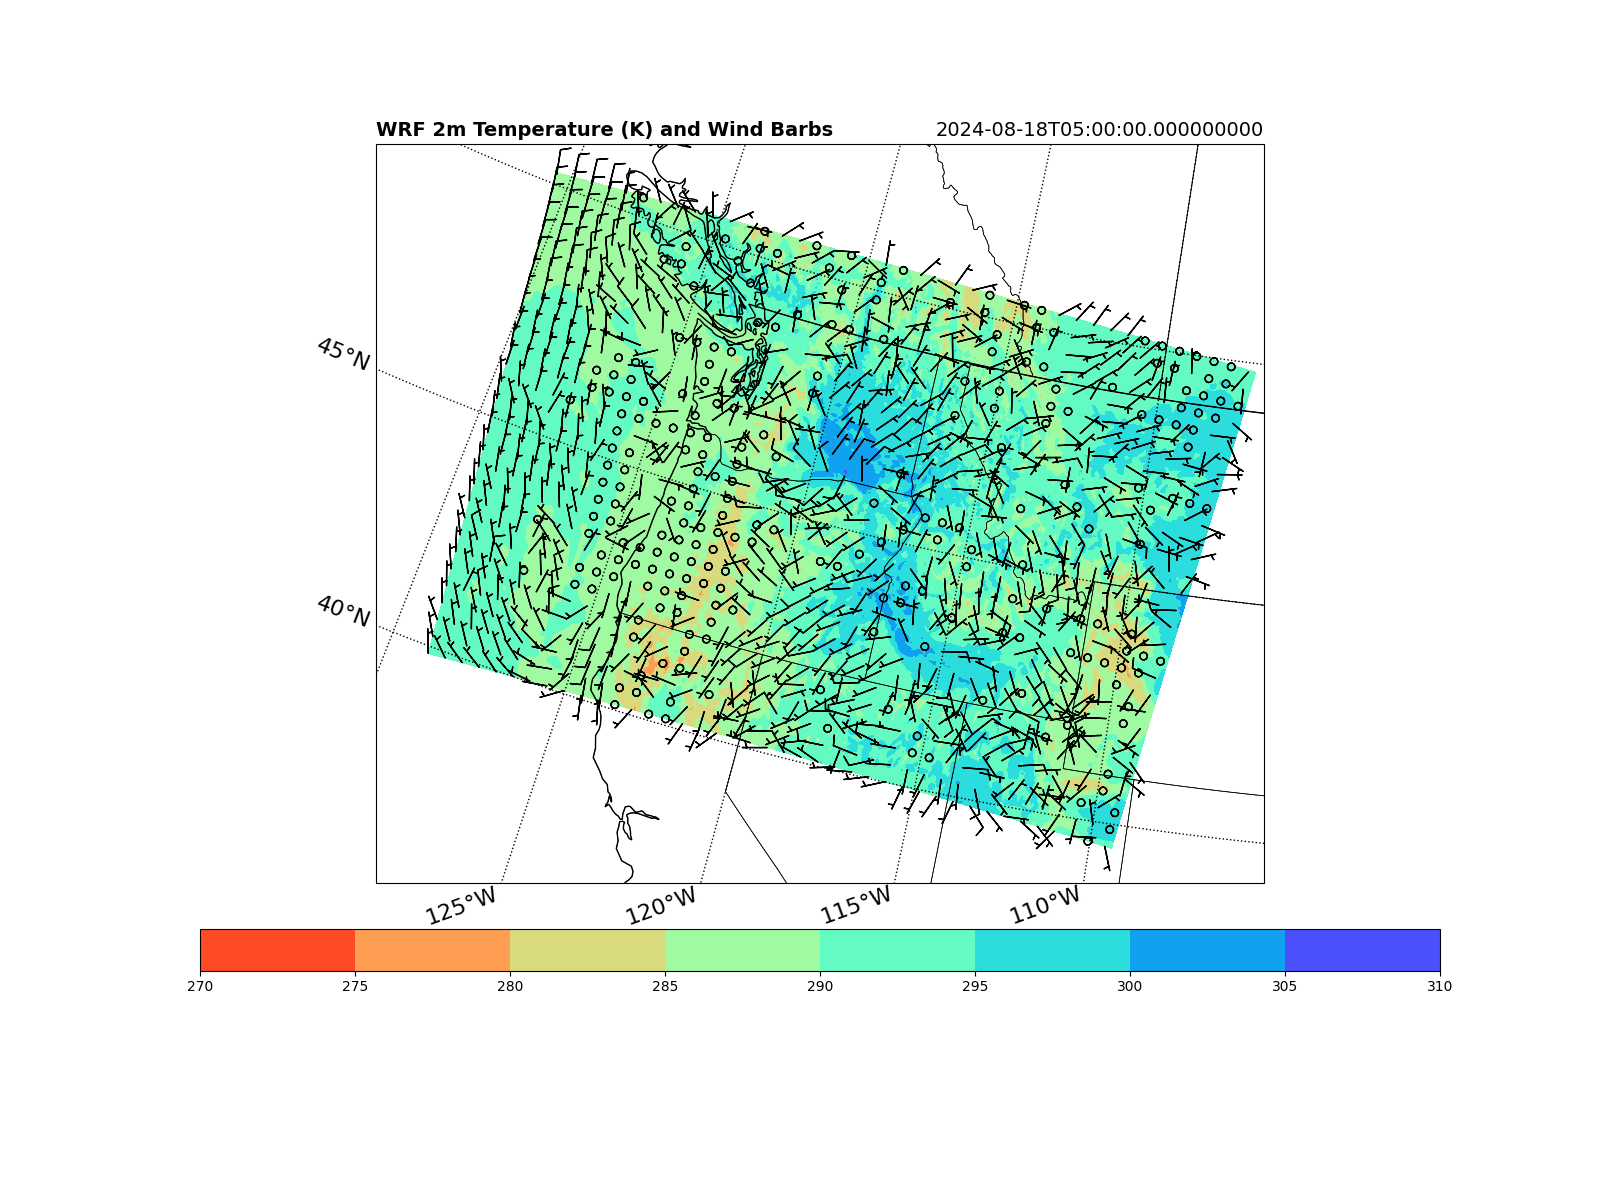 WRF 2m Temperature (K) and Wind Barbs
2024-08-18T05:00:00.000000000
45°N
40°N
125°W
120°W
115°W
110°W
270
275
280
285
290
295
300
305
310